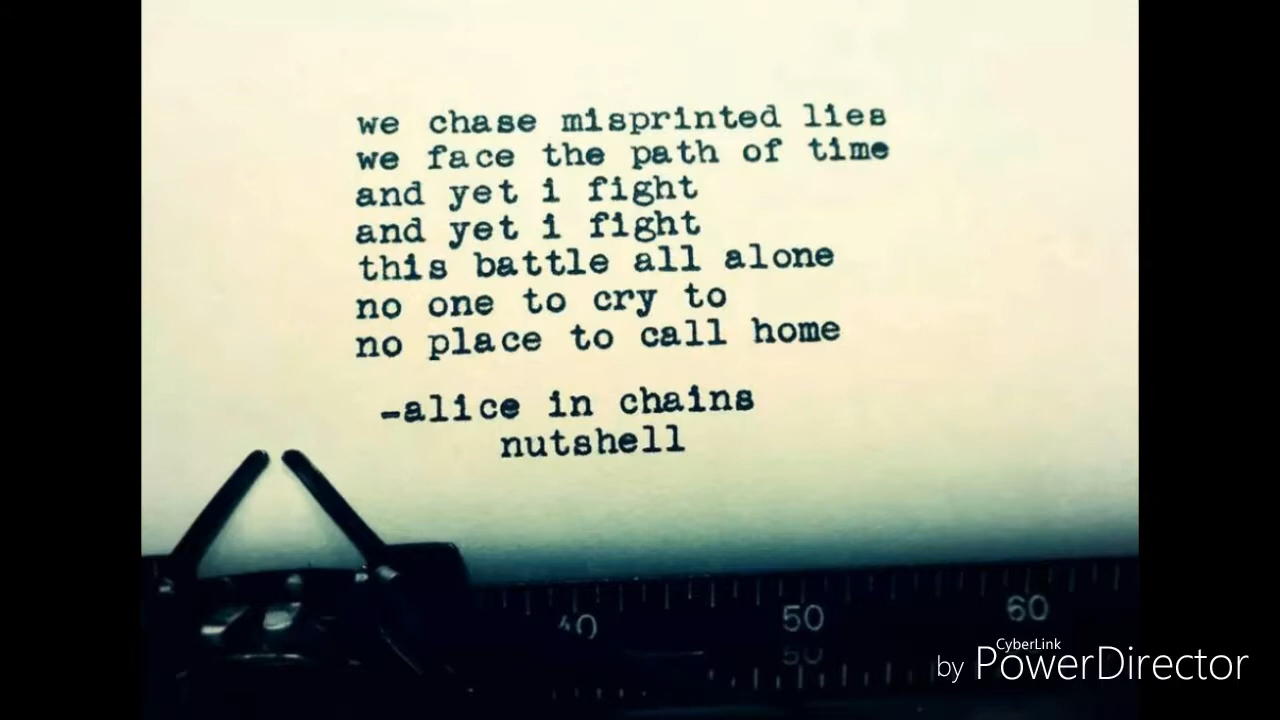 we chase misprinted lies
we face the path of time
and yet i fight
and yet i fight
this battle all alone
no one to cry to
no place to call home
-alice in chains
nutshell
40 50 60
50
CyberLink
by PowerDirector